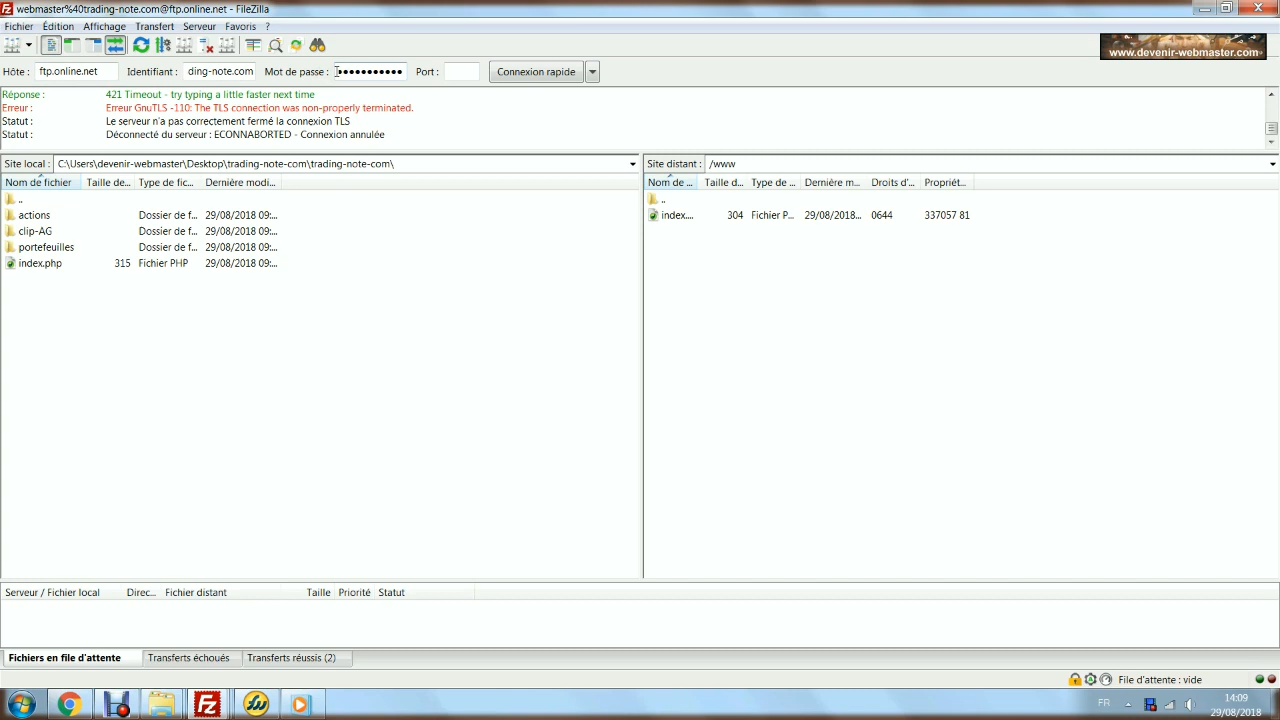 webmaster%40trading-note.com@ftp.online.net - FileZilla
Fichier Édition Affichage Transfert Serveur Favoris ?
www.devenir-webmaster.com
Hôte : ftp.online.net Identifiant : ding-note.com Mot de passe : ●●●●●●●●●●● Port : Connexion rapide
Réponse : 421 Timeout - try typing a little faster next time
Erreur : Erreur GnuTLS -110: The TLS connection was non-properly terminated.
Statut : Le serveur n'a pas correctement fermé la connexion TLS
Statut : Déconnecté du serveur : ECONNABORTED - Connexion annulée
Site local : C:\Users\devenir-webmaster\Desktop\trading-note-com\trading-note-com\
Site distant : /www
Nom de fichier Taille de... Type de fic... Dernière modi...
..
actions Dossier de f... 29/08/2018 09:...
clip-AG Dossier de f... 29/08/2018 09:...
portefeuilles Dossier de f... 29/08/2018 09:...
index.php 315 Fichier PHP 29/08/2018 09:...
Nom de ... Taille d... Type de ... Dernière m... Droits d'... Propriét...
..
index.... 304 Fichier P... 29/08/2018... 0644 337057 81
Serveur / Fichier local Direc... Fichier distant Taille Priorité Statut
Fichiers en file d'attente Transferts échoués Transferts réussis (2)
File d'attente : vide
FR 14:09
29/08/2018